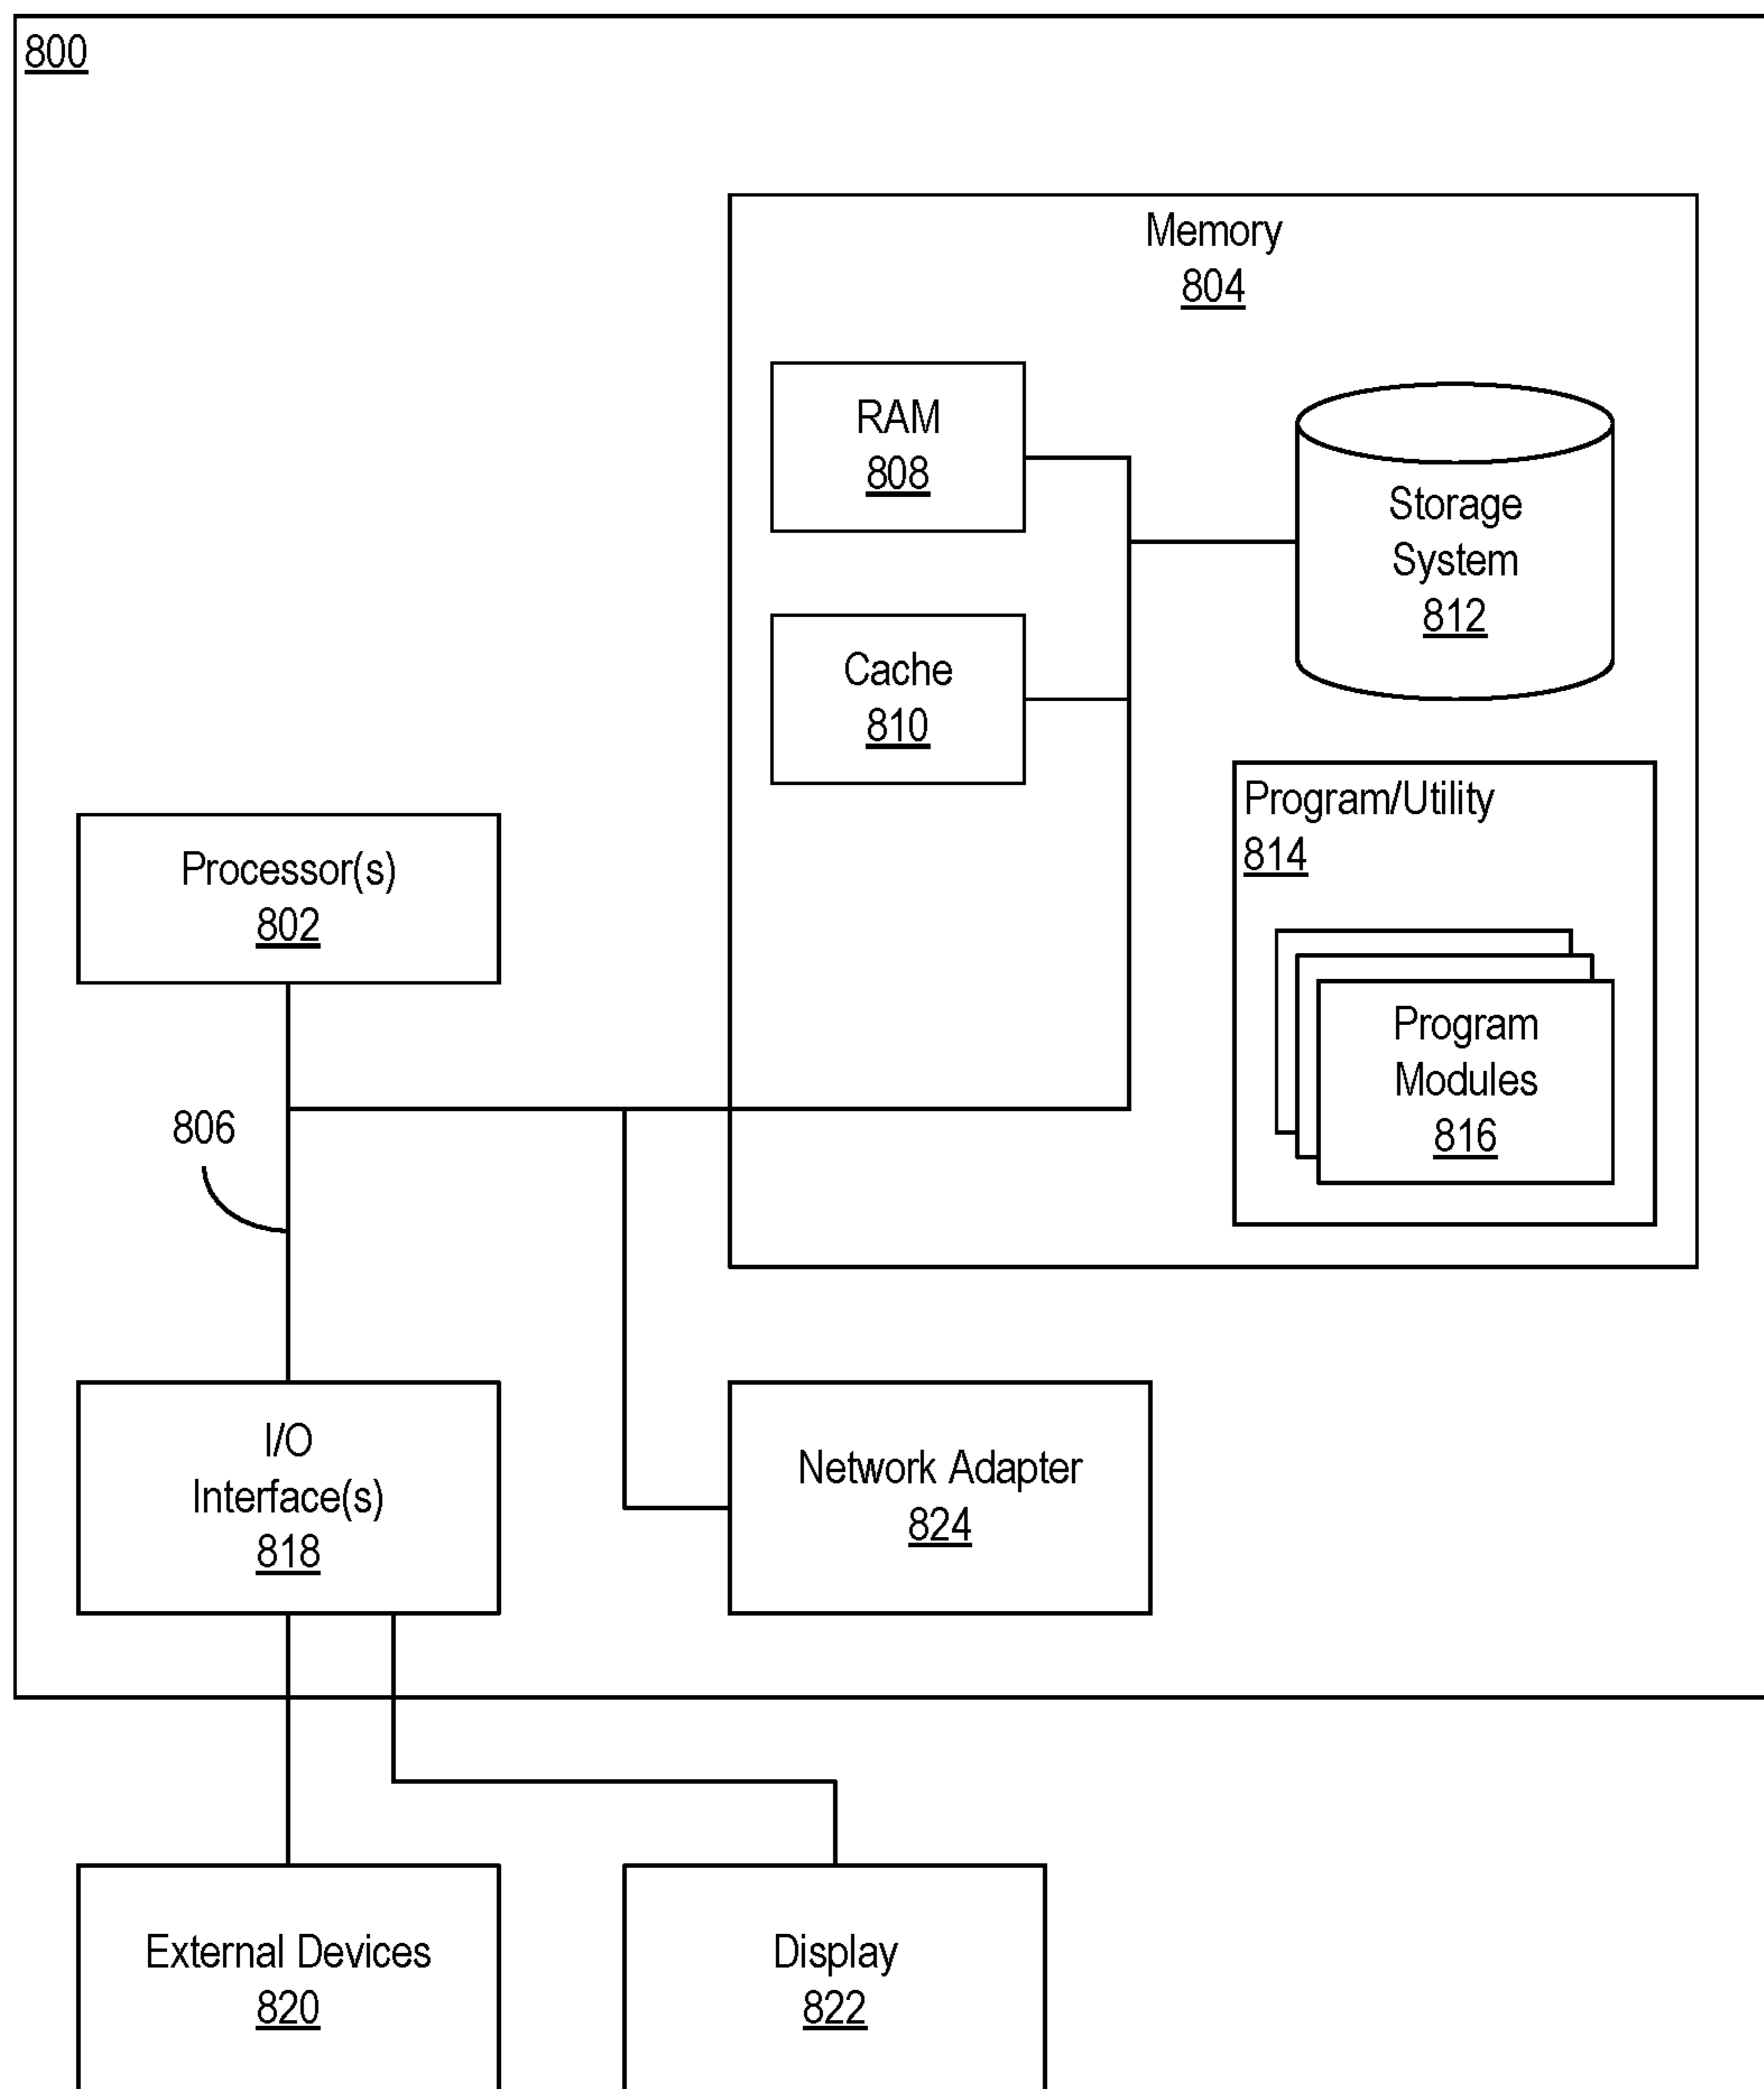 800
Memory
804
RAM
808
Storage
System
812
Cache
810
Program/Utility
814
Processor(s)
802
Program
Modules
816
806
I/O
Interface(s)
818
Network Adapter
824
External Devices
820
Display
822